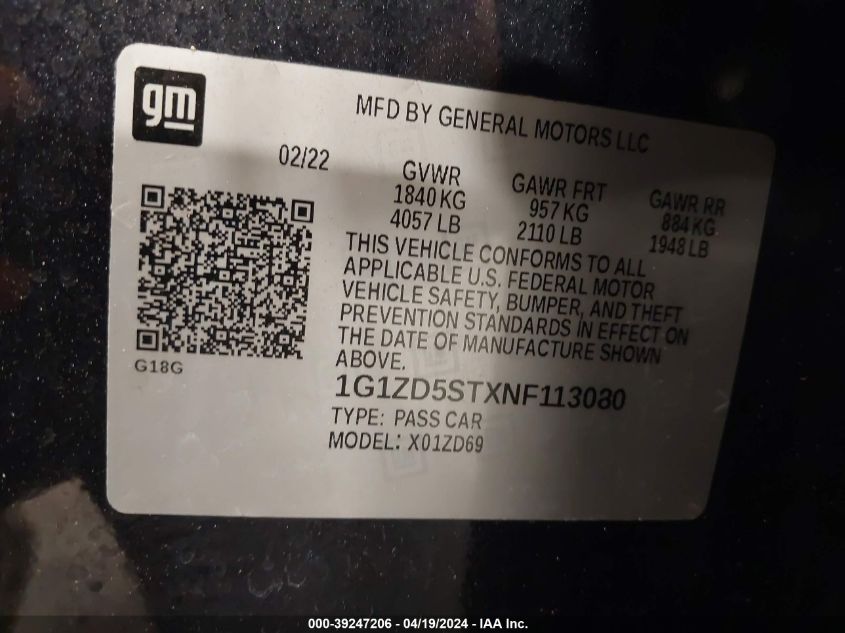 gm
MFD BY GENERAL MOTORS LLC
02/22
GVWR
1840 KG
4057 LB
GAWR FRT
957 KG
2110 LB
GAWR RR
884 KG
1948 LB
THIS VEHICLE CONFORMS TO ALL
APPLICABLE U.S. FEDERAL MOTOR
VEHICLE SAFETY, BUMPER, AND THEFT
PREVENTION STANDARDS IN EFFECT ON
THE DATE OF MANUFACTURE SHOWN
ABOVE.
G18G
1G1ZD5STXNF113080
TYPE: PASS CAR
MODEL: X01ZD69
000-39247206 - 04/19/2024 - IAA Inc.